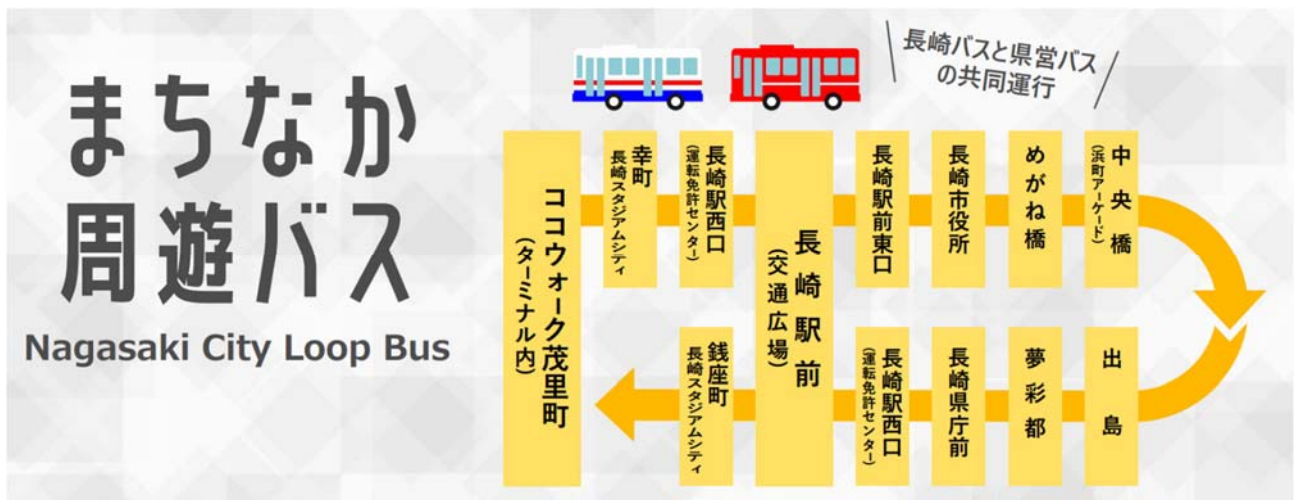 まちなか
周遊バス
Nagasaki City Loop Bus
長崎バスと県営バス
の共同運行
ココウォーク茂里町
(ターミナル内)
幸町
長崎スタジアムシティ
長崎駅西口
(運転免許センター)
長崎駅前
(交通広場)
長崎駅前東口
長崎市役所
めがね橋
中央橋
(浜町アーケード)
出島
夢彩都
長崎県庁前
長崎駅西口
(運転免許センター)
銭座町
長崎スタジアムシティ